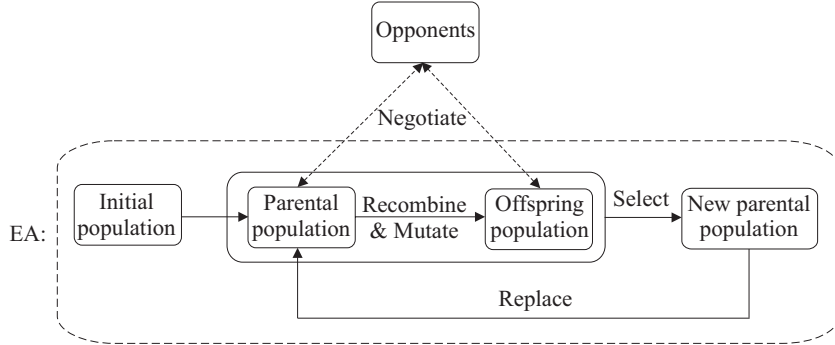 Opponents
Negotiate
EA:
Initial
population
Parental
population
Recombine
& Mutate
Offspring
population
Select
New parental
population
Replace